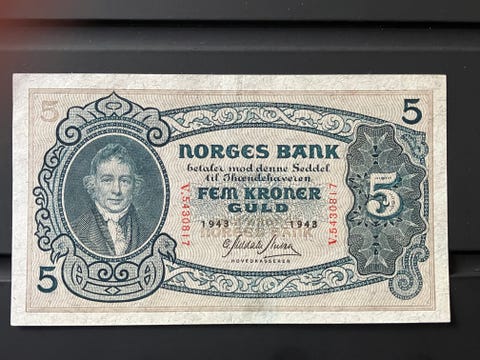 5
5
NORGES BANK
betaler mod denne Seddel
til Ihændehaveren
FEM KRONER
GULD
1943 1943
HOVEDKASSERER
V.5430817
V.5430817
5
5